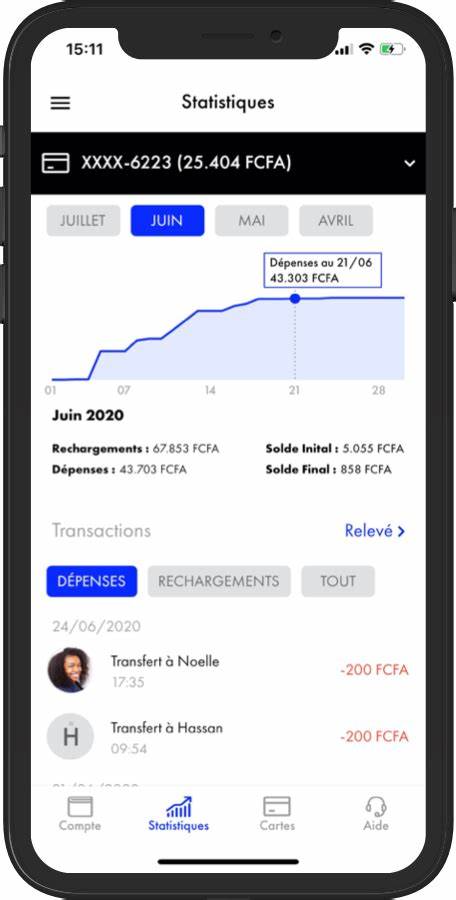 15:11
Statistiques
XXXX-6223 (25.404 FCFA)
JUILLET JUIN MAI AVRIL
Dépenses au 21/06
43.303 FCFA
01 07 14 21 28
Juin 2020
Rechargements : 67.853 FCFA Solde Inital : 5.055 FCFA
Dépenses : 43.703 FCFA Solde Final : 858 FCFA
Transactions Relevé >
DÉPENSES RECHARGEMENTS TOUT
24/06/2020
Transfert à Noelle
17:35
-200 FCFA
H
Transfert à Hassan
09:54
-200 FCFA
Compte Statistiques Cartes Aide